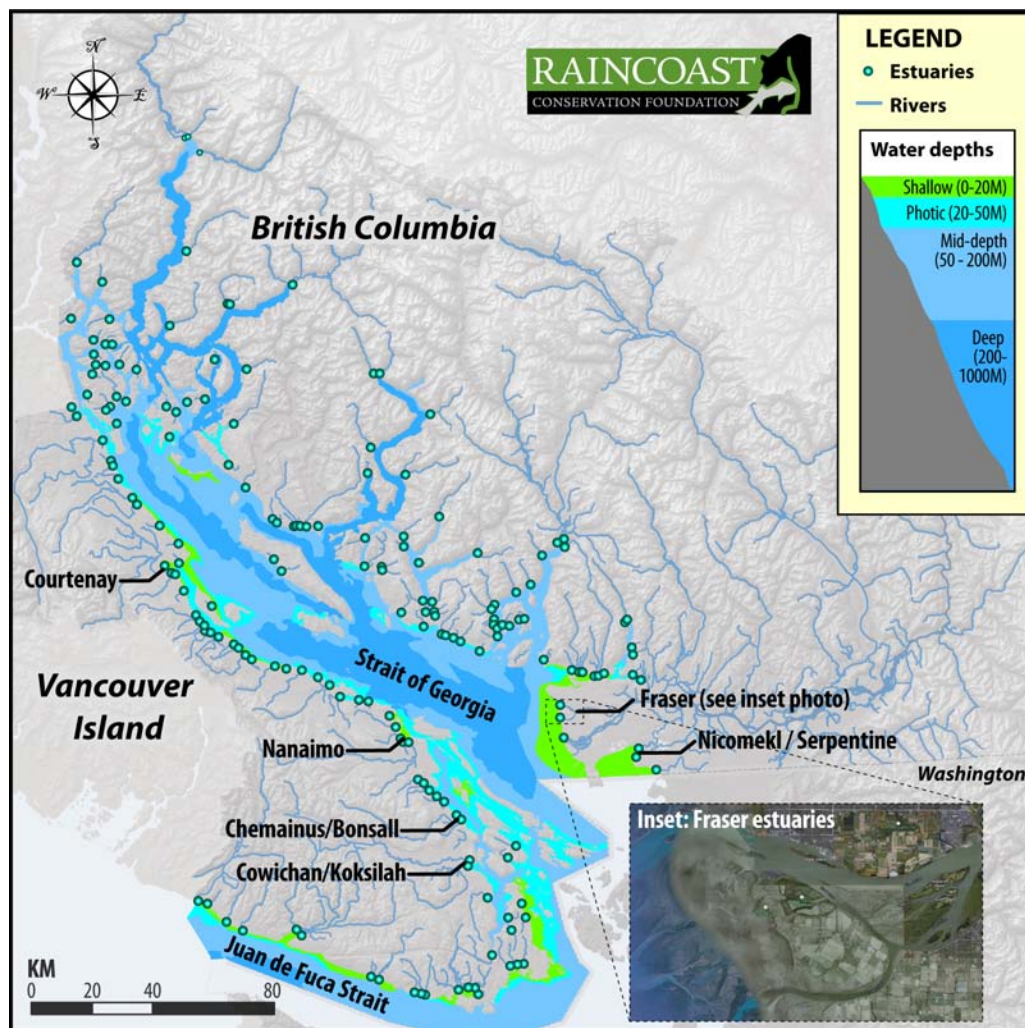 N
W
E
S
RAINCOAST
CONSERVATION FOUNDATION
LEGEND
Estuaries
Rivers
Water depths
Shallow (0-20M)
Photic (20-50M)
Mid-depth
(50 - 200M)
Deep
(200-
1000M)
British Columbia
Courtenay
Strait of Georgia
Vancouver
Island
Fraser (see inset photo)
Nanaimo
Nicomekl / Serpentine
Washington
Chemainus/Bonsall
Inset: Fraser estuaries
Cowichan/Koksilah
Juan de Fuca Strait
KM
0 20 40 80